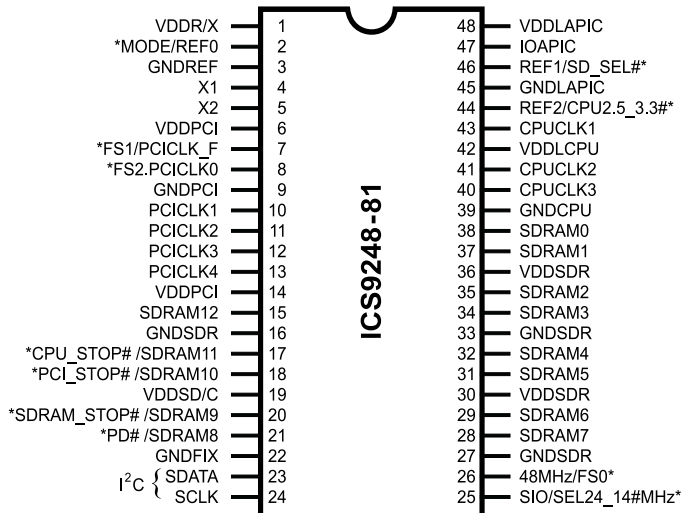 VDDR/X 1 48 VDDLAPIC
*MODE/REF0 2 47 IOAPIC
GNDREF 3 46 REF1/SD_SEL#*
X1 4 45 GNDLAPIC
X2 5 44 REF2/CPU2.5_3.3#*
VDDPCI 6 43 CPUCLK1
*FS1/PCICLK_F 7 42 VDDLCPU
*FS2.PCICLK0 8 41 CPUCLK2
GNDPCI 9 40 CPUCLK3
PCICLK1 10 39 GNDCPU
PCICLK2 11 38 SDRAM0
PCICLK3 12 37 SDRAM1
PCICLK4 13 36 VDDSDR
VDDPCI 14 35 SDRAM2
SDRAM12 15 34 SDRAM3
GNDSDR 16 33 GNDSDR
*CPU_STOP# /SDRAM11 17 32 SDRAM4
*PCI_STOP# /SDRAM10 18 31 SDRAM5
VDDSD/C 19 30 VDDSDR
*SDRAM_STOP# /SDRAM9 20 29 SDRAM6
*PD# /SDRAM8 21 28 SDRAM7
GNDFIX 22 27 GNDSDR
I²C { SDATA 23 26 48MHz/FS0*
SCLK 24 25 SIO/SEL24_14#MHz*
ICS9248-81